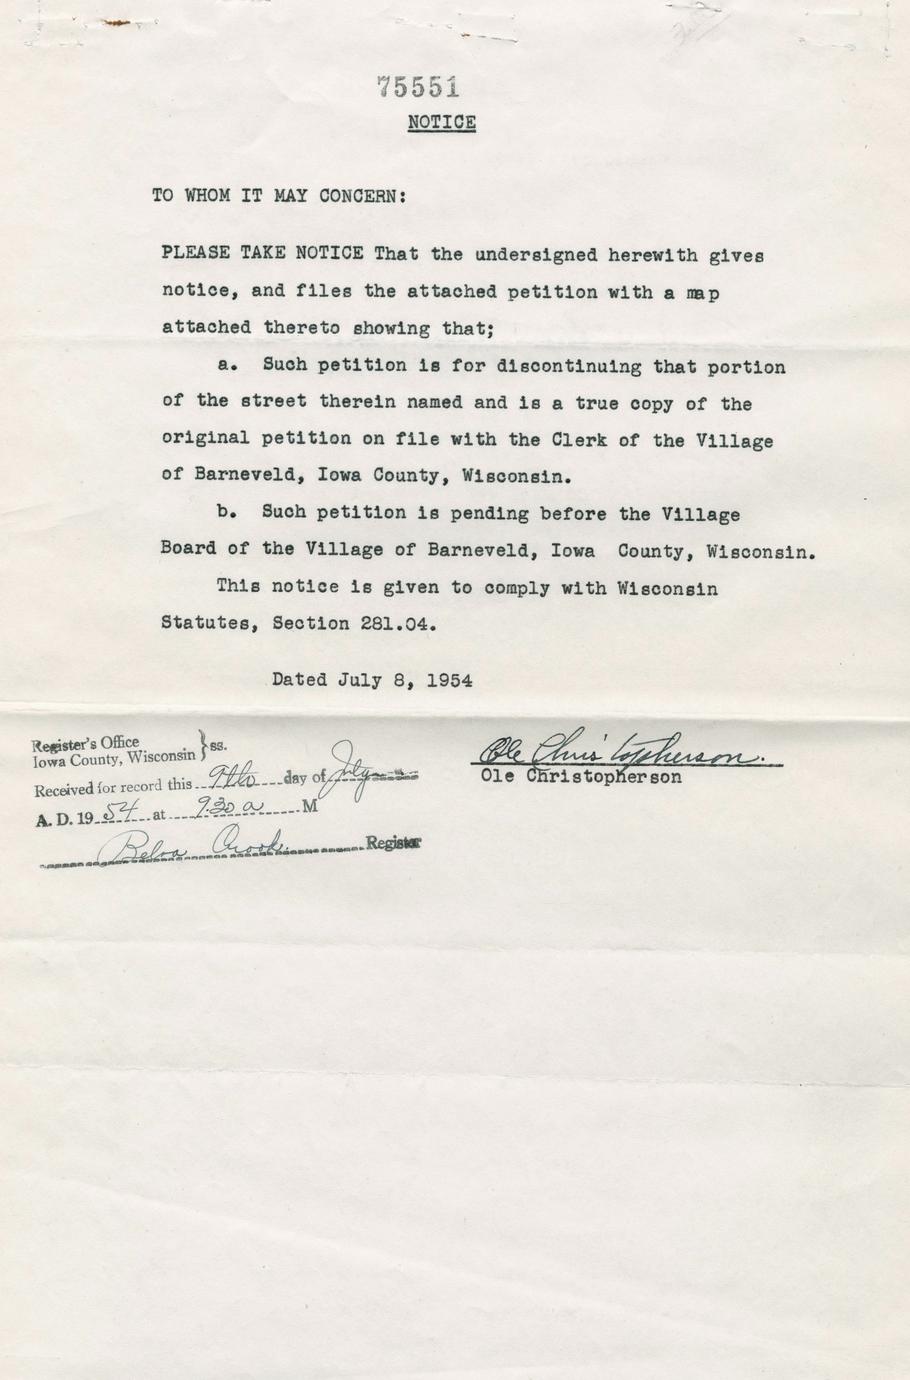 75551
NOTICE
TO WHOM IT MAY CONCERN:
PLEASE TAKE NOTICE That the undersigned herewith gives
notice, and files the attached petition with a map
attached thereto showing that;
a. Such petition is for discontinuing that portion
of the street therein named and is a true copy of the
original petition on file with the Clerk of the Village
of Barneveld, Iowa County, Wisconsin.
b. Such petition is pending before the Village
Board of the Village of Barneveld, Iowa County, Wisconsin.
This notice is given to comply with Wisconsin
Statutes, Section 281.04.
Dated July 8, 1954
Register's Office
Iowa County, Wisconsin } ss.
Received for record this 9th day of July
A. D. 19 54 at 9:30 a M
Crook Register
Ole Christopherson.
Ole Christopherson